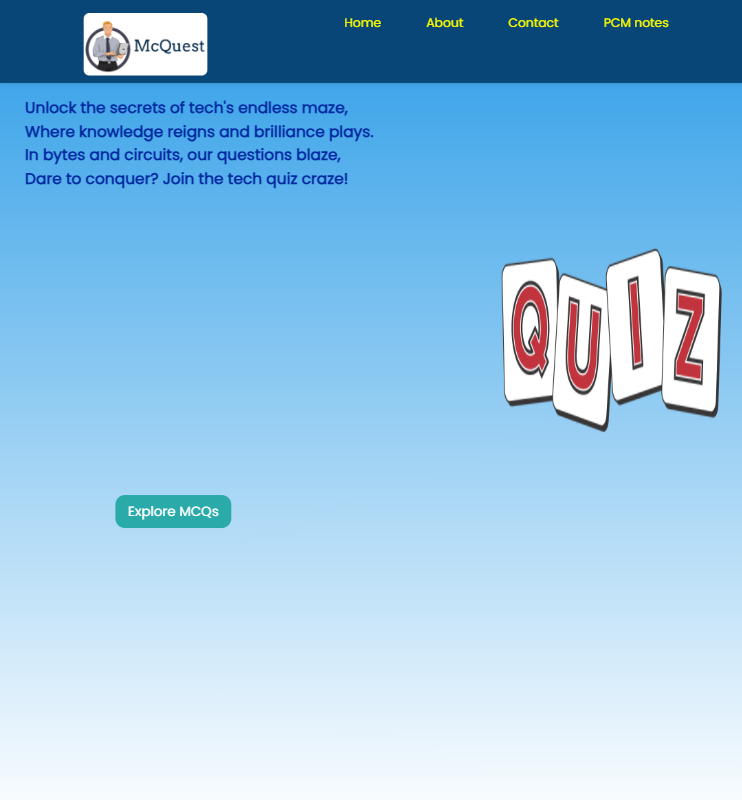 McQuest
Home About Contact PCM notes
Unlock the secrets of tech's endless maze,
Where knowledge reigns and brilliance plays.
In bytes and circuits, our questions blaze,
Dare to conquer? Join the tech quiz craze!
QUIZ
Explore MCQs